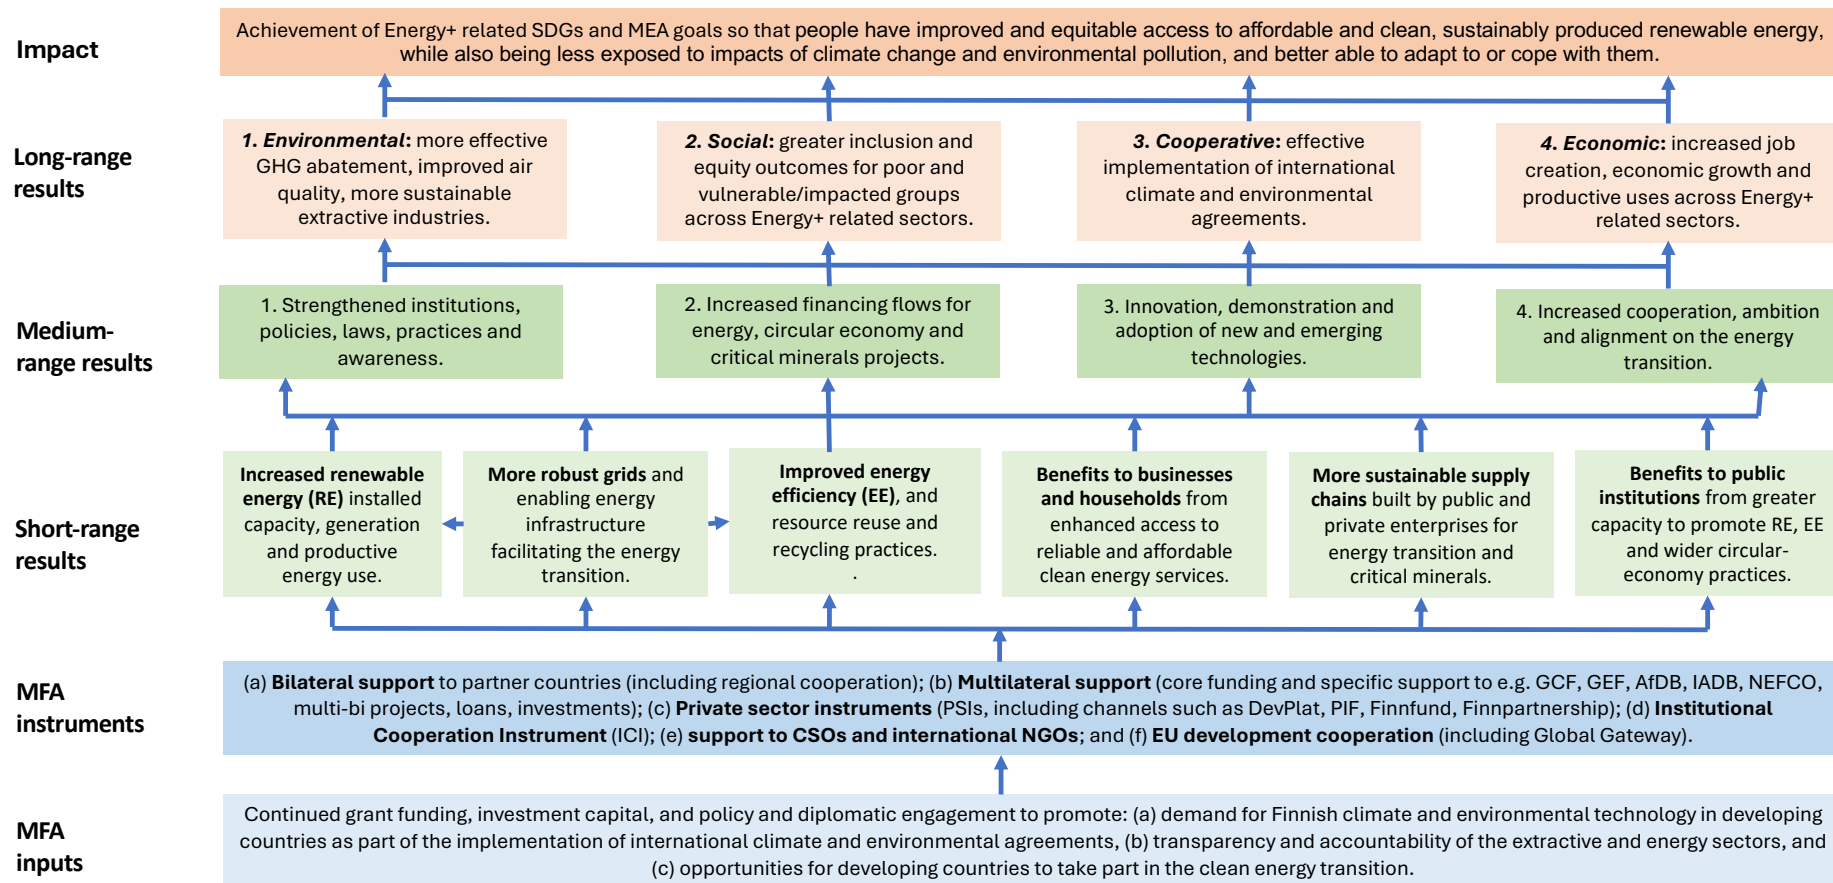 Impact
Achievement of Energy+ related SDGs and MEA goals so that people have improved and equitable access to affordable and clean, sustainably produced renewable energy,
while also being less exposed to impacts of climate change and environmental pollution, and better able to adapt to or cope with them.
Long-range
results
1. Environmental: more effective
GHG abatement, improved air
quality, more sustainable
extractive industries.
2. Social: greater inclusion and
equity outcomes for poor and
vulnerable/impacted groups
across Energy+ related sectors.
3. Cooperative: effective
implementation of international
climate and environmental
agreements.
4. Economic: increased job
creation, economic growth and
productive uses across Energy+
related sectors.
Medium-
range results
1. Strengthened institutions,
policies, laws, practices and
awareness.
2. Increased financing flows for
energy, circular economy and
critical minerals projects.
3. Innovation, demonstration and
adoption of new and emerging
technologies.
4. Increased cooperation, ambition
and alignment on the energy
transition.
Short-range
results
Increased renewable
energy (RE) installed
capacity, generation
and productive
energy use.
More robust grids and
enabling energy
infrastructure
facilitating the energy
transition.
Improved energy
efficiency (EE), and
resource reuse and
recycling practices.
.
Benefits to businesses
and households from
enhanced access to
reliable and affordable
clean energy services.
More sustainable supply
chains built by public and
private enterprises for
energy transition and
critical minerals.
Benefits to public
institutions from greater
capacity to promote RE, EE
and wider circular-
economy practices.
MFA
instruments
(a) Bilateral support to partner countries (including regional cooperation); (b) Multilateral support (core funding and specific support to e.g. GCF, GEF, AfDB, IADB, NEFCO,
multi-bi projects, loans, investments); (c) Private sector instruments (PSIs, including channels such as DevPlat, PIF, Finnfund, Finnpartnership); (d) Institutional
Cooperation Instrument (ICI); (e) support to CSOs and international NGOs; and (f) EU development cooperation (including Global Gateway).
MFA
inputs
Continued grant funding, investment capital, and policy and diplomatic engagement to promote: (a) demand for Finnish climate and environmental technology in developing
countries as part of the implementation of international climate and environmental agreements, (b) transparency and accountability of the extractive and energy sectors, and
(c) opportunities for developing countries to take part in the clean energy transition.